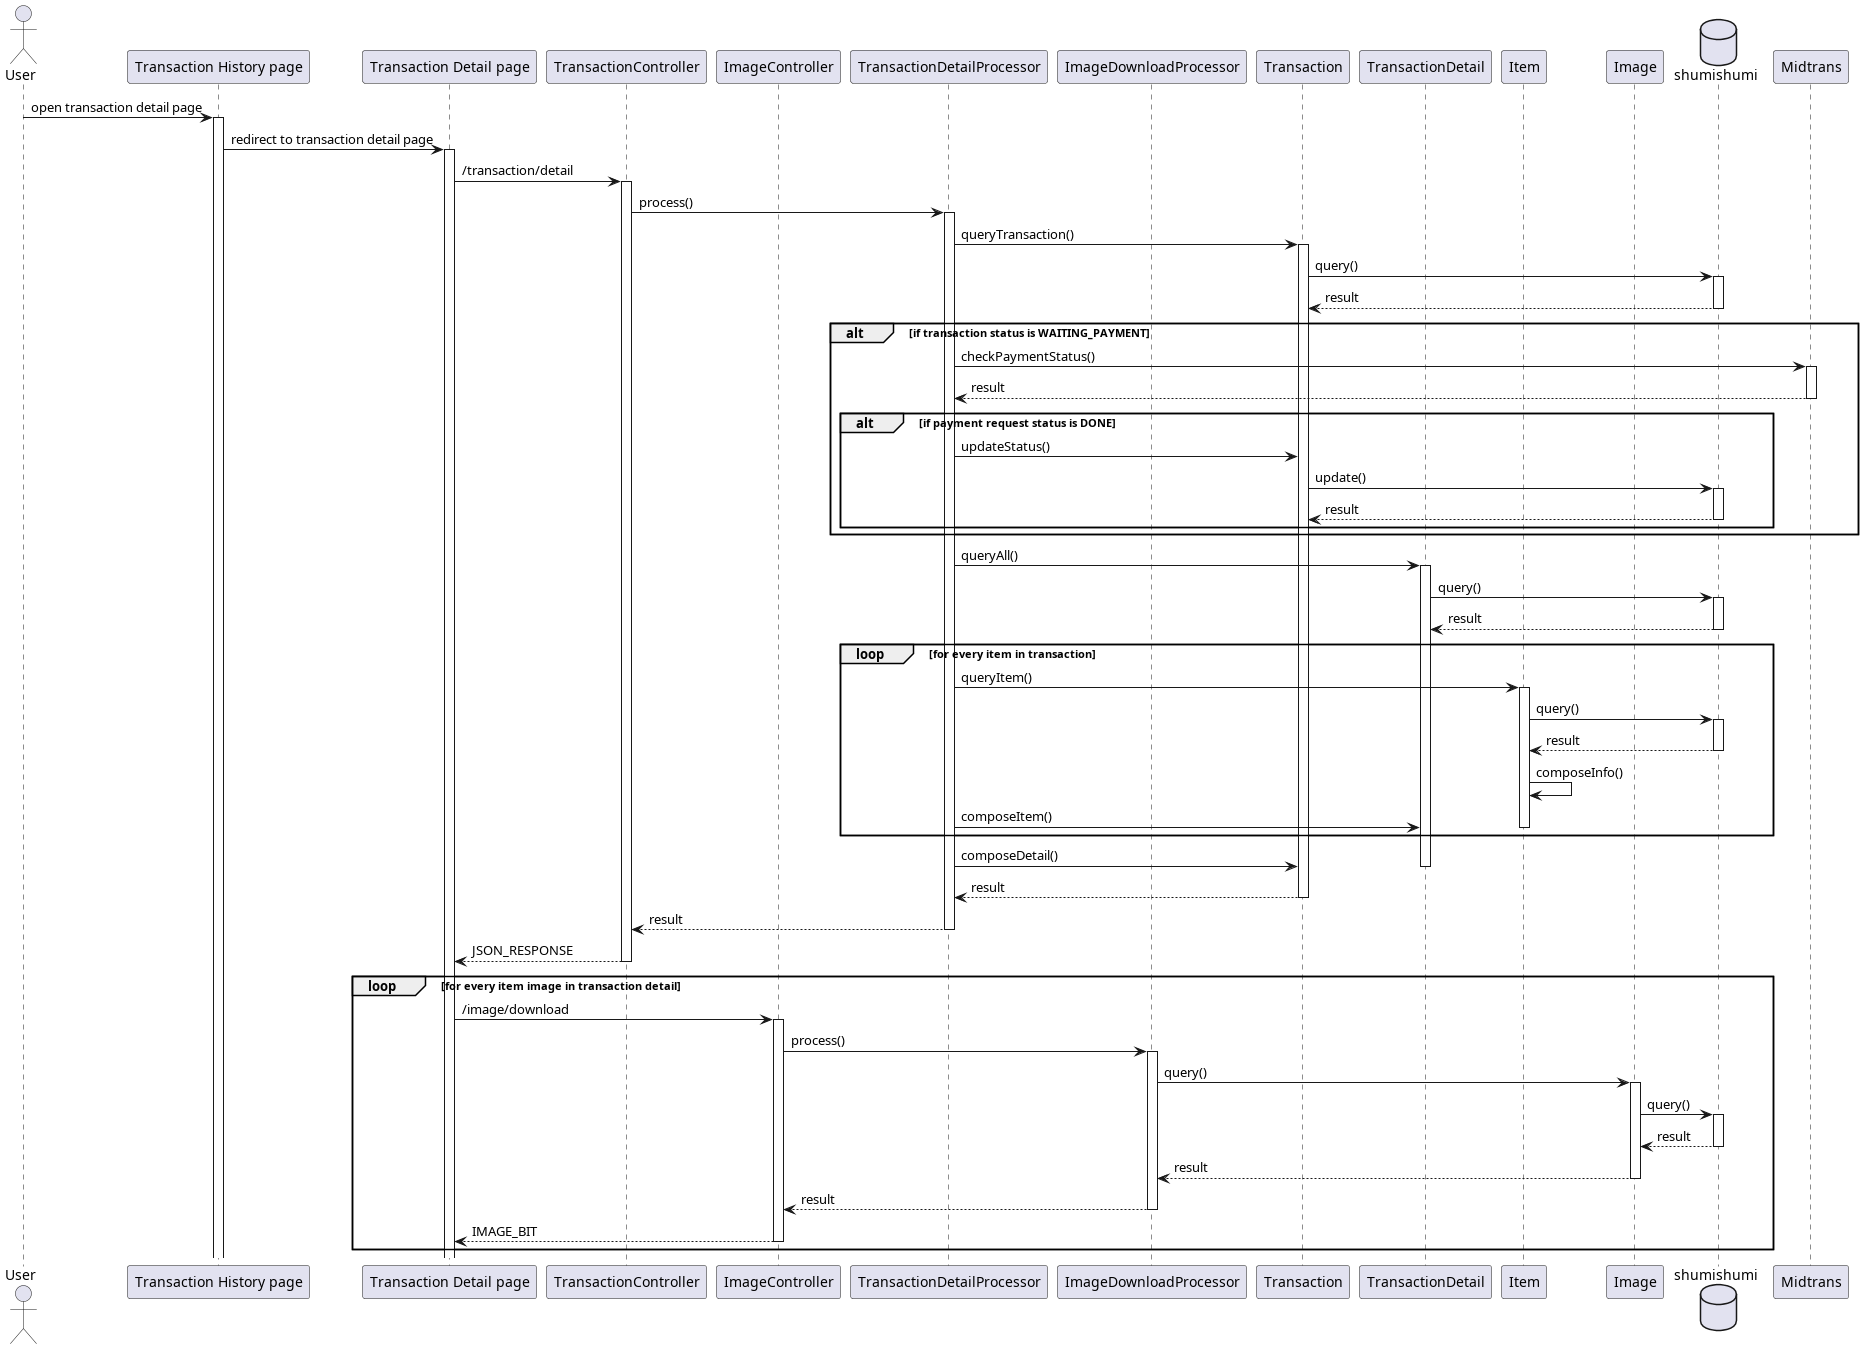 User
Transaction History page
Transaction Detail page
TransactionController
ImageController
TransactionDetailProcessor
ImageDownloadProcessor
Transaction
TransactionDetail
Item
Image
shumishumi
Midtrans
open transaction detail page
redirect to transaction detail page
/transaction/detail
process()
queryTransaction()
query()
result
alt [if transaction status is WAITING_PAYMENT]
checkPaymentStatus()
result
alt [if payment request status is DONE]
updateStatus()
update()
result
queryAll()
query()
result
loop [for every item in transaction]
queryItem()
query()
result
composeInfo()
composeItem()
composeDetail()
result
result
JSON_RESPONSE
loop [for every item image in transaction detail]
/image/download
process()
query()
query()
result
result
result
IMAGE_BIT
User
Transaction History page
Transaction Detail page
TransactionController
ImageController
TransactionDetailProcessor
ImageDownloadProcessor
Transaction
TransactionDetail
Item
Image
shumishumi
Midtrans